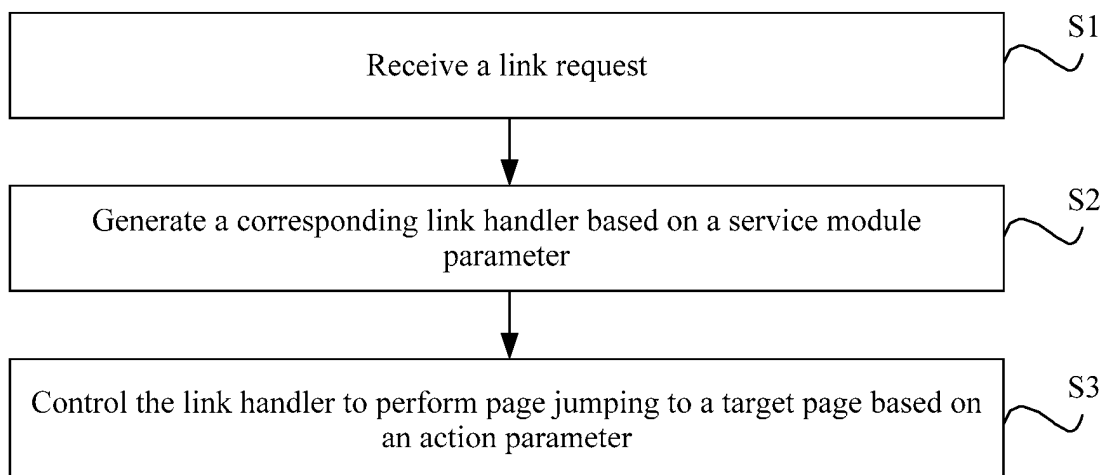 S1
Receive a link request
S2
Generate a corresponding link handler based on a service module
parameter
S3
Control the link handler to perform page jumping to a target page based on
an action parameter